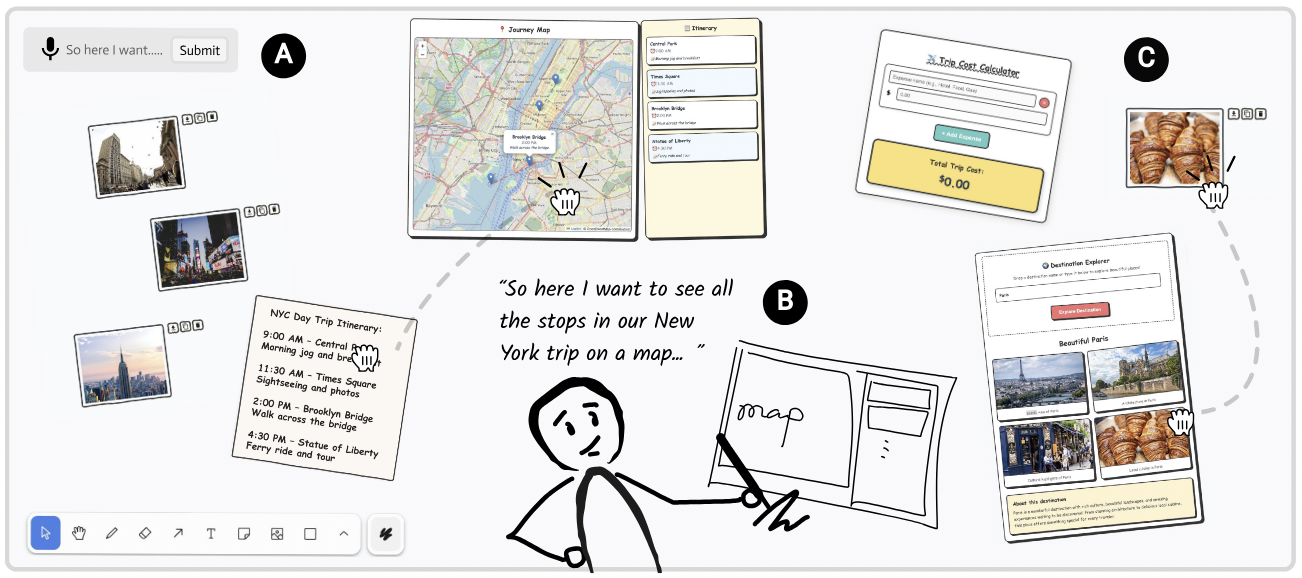 So here I want.....
Submit
A
NYC Day Trip Itinerary:
9:00 AM - Central
Morning jog and
11:30 AM - Times Square
Sightseeing and photos
2:00 PM - Brooklyn Bridge
Walk across the bridge
4:30 PM - Statue of Liberty
Ferry ride and tour
T
Journey Map
+
-
Brooklyn Bridge
2:00 PM
Walk across the bridge
Itinerary
Central Park
9:00 AM
Morning jog and breakfast
Times Square
11:30 AM
Sightseeing and photos
Brooklyn Bridge
2:00 PM
Walk across the bridge
Statue of Liberty
4:30 PM
Ferry ride and tour
"So here I want to see all
the stops in our New
York trip on a map... "
B
map
C
Trip Cost Calculator
Expense name (e.g., Hotel, Food, Gas)
$
0.00
+ Add Expense
Total Trip Cost:
$0.00
Destination Explorer
Paris
Explore Destination
Beautiful Paris
About this destination